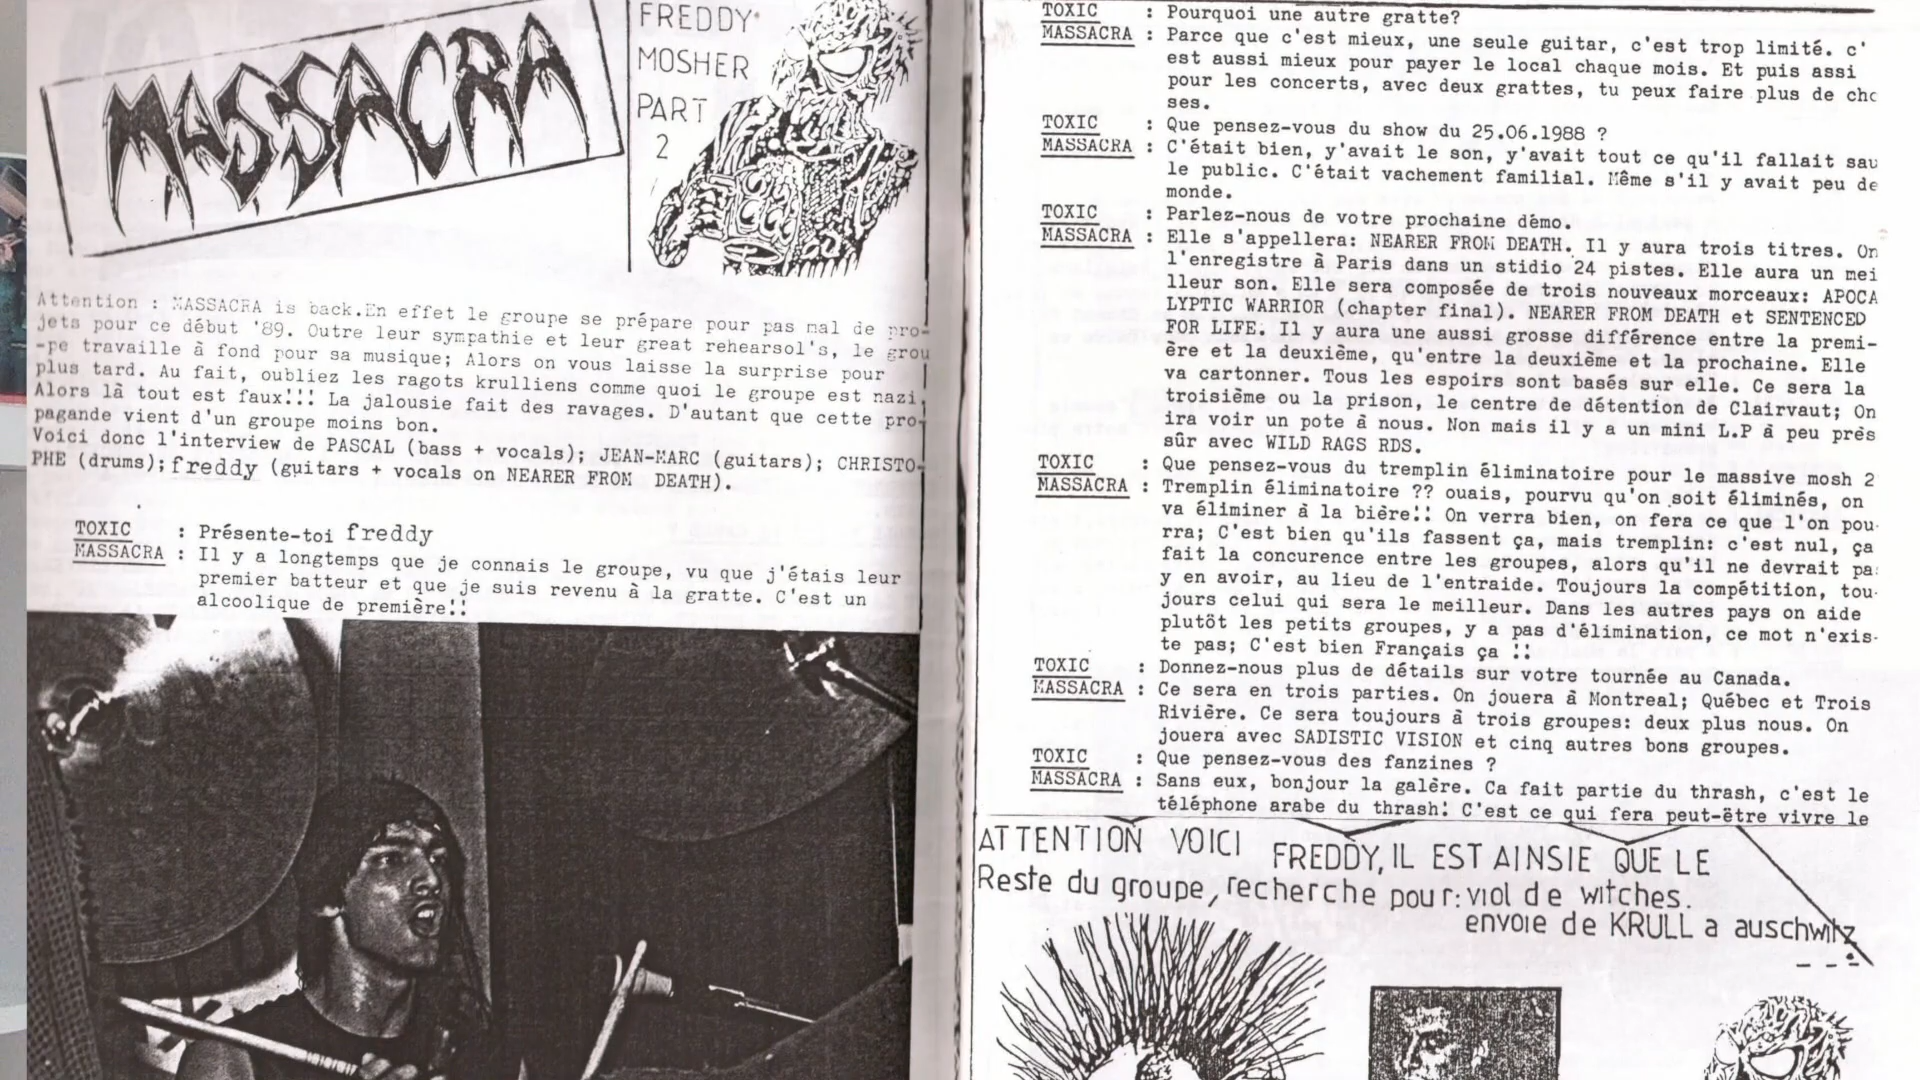 MASSACRA
FREDDY
MOSHER
PART
2
Attention : MASSACRA is back.En effet le groupe se prépare pour pas mal de pro-
jets pour ce début '89. Outre leur sympathie et leur great rehearsol's, le grou
-pe travaille à fond pour sa musique; Alors on vous laisse la surprise pour
plus tard. Au fait, oubliez les ragots krulliens comme quoi le groupe est nazi,
Alors là tout est faux!!! La jalousie fait des ravages. D'autant que cette pro-
pagande vient d'un groupe moins bon.
Voici donc l'interview de PASCAL (bass + vocals); JEAN-MARC (guitars); CHRISTO-
PHE (drums); freddy (guitars + vocals on NEARER FROM DEATH).
TOXIC : Présente-toi freddy
MASSACRA : Il y a longtemps que je connais le groupe, vu que j'étais leur
premier batteur et que je suis revenu à la gratte. C'est un
alcoolique de première!!
TOXIC : Pourquoi une autre gratte?
MASSACRA : Parce que c'est mieux, une seule guitar, c'est trop limité. c'
est aussi mieux pour payer le local chaque mois. Et puis assi
pour les concerts, avec deux grattes, tu peux faire plus de cho
ses.
TOXIC : Que pensez-vous du show du 25.06.1988 ?
MASSACRA : C'était bien, y'avait le son, y'avait tout ce qu'il fallait sau
le public. C'était vachement familial. Même s'il y avait peu de
monde.
TOXIC : Parlez-nous de votre prochaine démo.
MASSACRA : Elle s'appellera: NEARER FROM DEATH. Il y aura trois titres. On
l'enregistre à Paris dans un stidio 24 pistes. Elle aura un mei
lleur son. Elle sera composée de trois nouveaux morceaux: APOCA
LYPTIC WARRIOR (chapter final). NEARER FROM DEATH et SENTENCED
FOR LIFE. Il y aura une aussi grosse différence entre la premi-
ère et la deuxième, qu'entre la deuxième et la prochaine. Elle
va cartonner. Tous les espoirs sont basés sur elle. Ce sera la
troisième ou la prison, le centre de détention de Clairvaut; On
ira voir un pote à nous. Non mais il y a un mini L.P à peu près
sûr avec WILD RAGS RDS.
TOXIC : Que pensez-vous du tremplin éliminatoire pour le massive mosh 2
MASSACRA : Tremplin éliminatoire ?? ouais, pourvu qu'on soit éliminés, on
va éliminer à la bière!! On verra bien, on fera ce que l'on pou-
rra; C'est bien qu'ils fassent ça, mais tremplin: c'est nul, ça
fait la concurence entre les groupes, alors qu'il ne devrait pas
y en avoir, au lieu de l'entraide. Toujours la compétition, tou-
jours celui qui sera le meilleur. Dans les autres pays on aide
plutôt les petits groupes, y a pas d'élimination, ce mot n'exis-
te pas; C'est bien Français ça !!
TOXIC : Donnez-nous plus de détails sur votre tournée au Canada.
MASSACRA : Ce sera en trois parties. On jouera à Montreal; Québec et Trois
Rivière. Ce sera toujours à trois groupes: deux plus nous. On
jouera avec SADISTIC VISION et cinq autres bons groupes.
TOXIC : Que pensez-vous des fanzines ?
MASSACRA : Sans eux, bonjour la galère. Ca fait partie du thrash, c'est le
téléphone arabe du thrash! C'est ce qui fera peut-être vivre le
ATTENTION VOICI FREDDY, IL EST AINSIE QUE LE
Reste du groupe, recherche pour: viol de witches.
envoie de KRULL a auschwitz
---